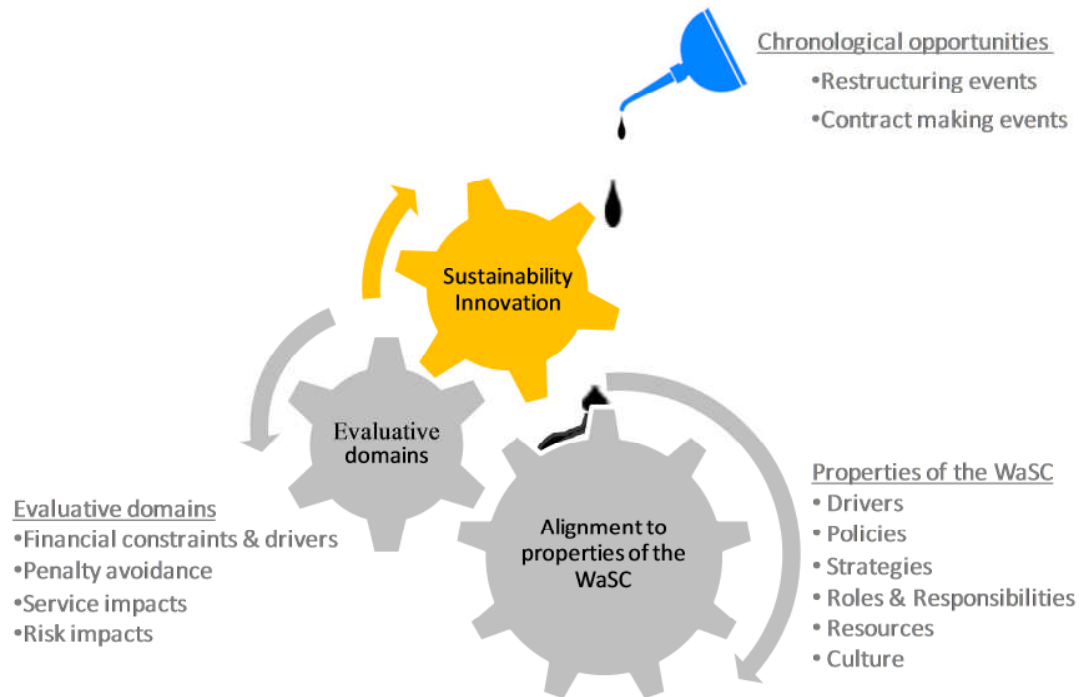 Chronological opportunities
•Restructuring events
•Contract making events
Sustainability
Innovation
Evaluative
domains
Alignment to
properties of the
WaSC
Evaluative domains
•Financial constraints & drivers
•Penalty avoidance
•Service impacts
•Risk impacts
Properties of the WaSC
• Drivers
• Policies
• Strategies
• Roles & Responsibilities
• Resources
• Culture